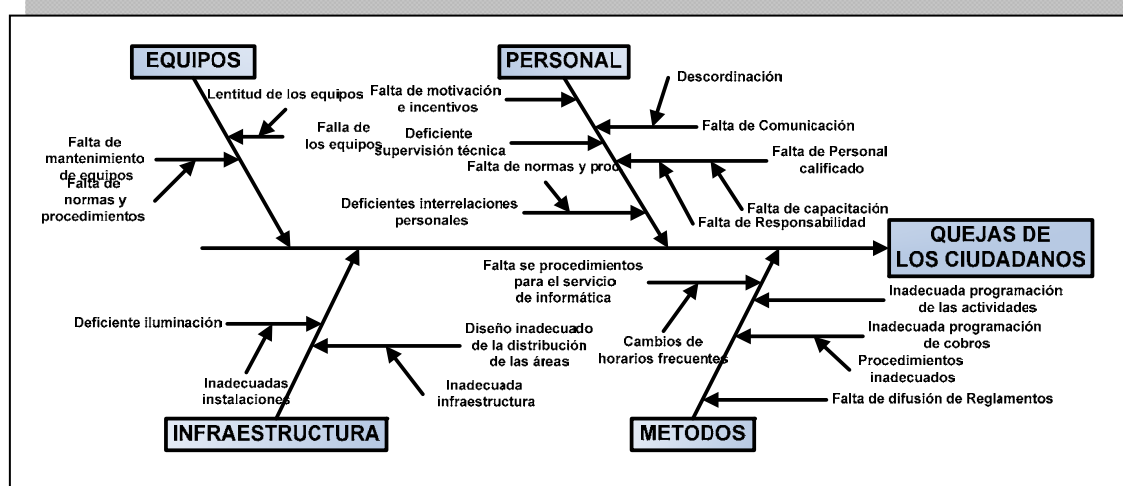 EQUIPOS
PERSONAL
Lentitud de los equipos
Falla de
los equipos
Falta de
mantenimiento
de equipos
Falta de
normas y
procedimientos
Falta de motivación
e incentivos
Descordinación
Falta de Comunicación
Deficiente
supervisión técnica
Falta de Personal
calificado
Falta de normas y proc
Deficientes interrelaciones
personales
Falta de capacitación
Falta de Responsabilidad
QUEJAS DE
LOS CIUDADANOS
Falta se procedimientos
para el servicio
de informática
Inadecuada programación
de las actividades
Deficiente iluminación
Diseño inadecuado
de la distribución
de las áreas
Cambios de
horarios frecuentes
Inadecuada programación
de cobros
Procedimientos
inadecuados
Inadecuadas
instalaciones
Inadecuada
infraestructura
Falta de difusión de Reglamentos
INFRAESTRUCTURA
METODOS